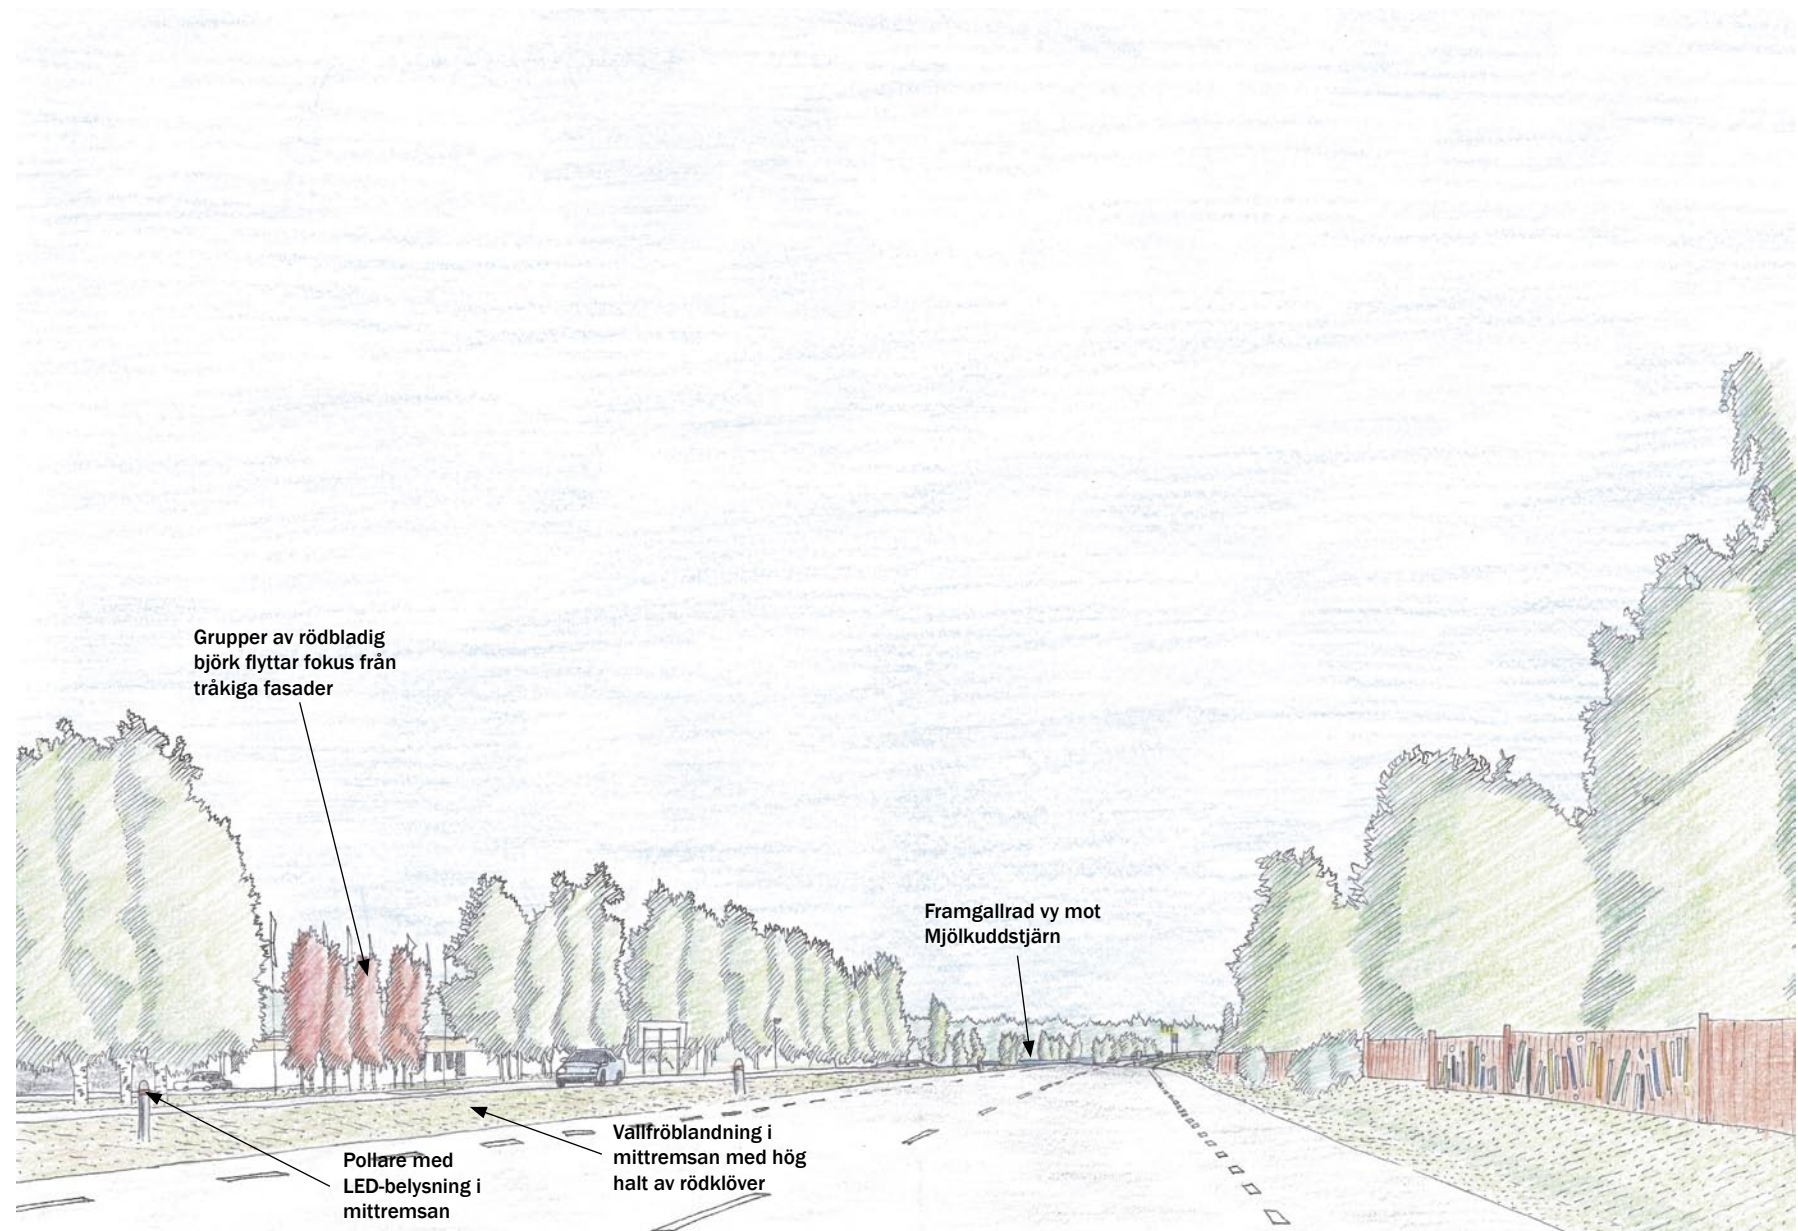 Grupper av rödbladig
björk flyttar fokus från
tråkiga fasader
Framgallrad vy mot
Mjölkuddstjärn
Vallfröblandning i
mittremsan med hög
halt av rödklöver
Pollare med
LED-belysning i
mittremsan